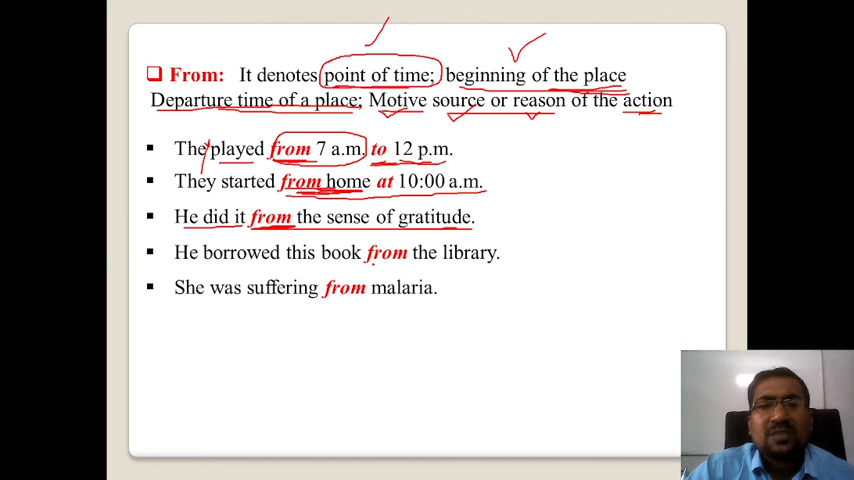 From: It denotes point of time; beginning of the place
Departure time of a place; Motive source or reason of the action
They played from 7 a.m. to 12 p.m.
They started from home at 10:00 a.m.
He did it from the sense of gratitude.
He borrowed this book from the library.
She was suffering from malaria.